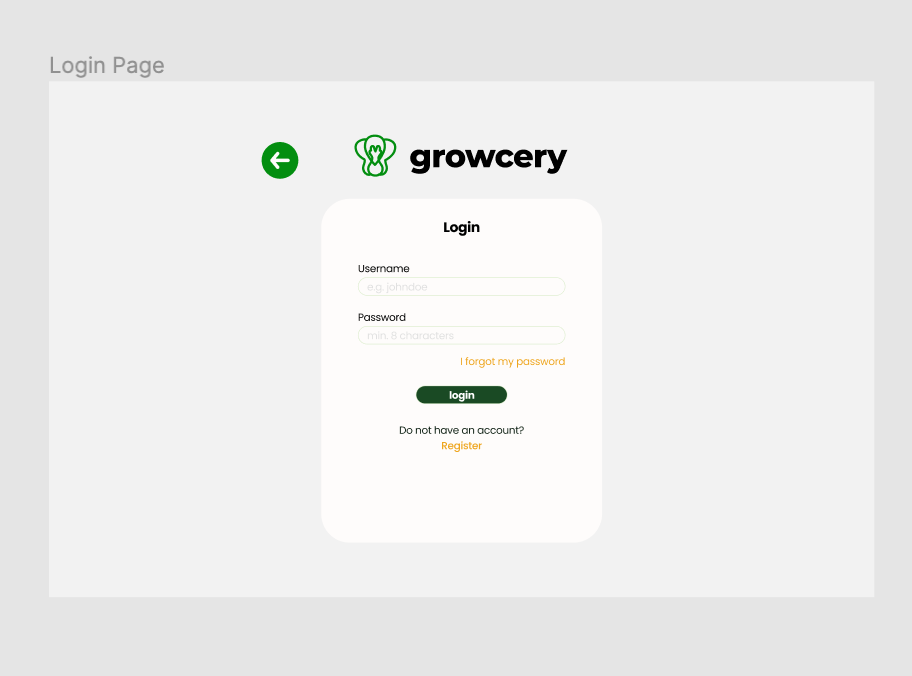 Login Page
growcery
Login
Username
e.g. johndoe
Password
min. 8 characters
I forgot my password
login
Do not have an account?
Register